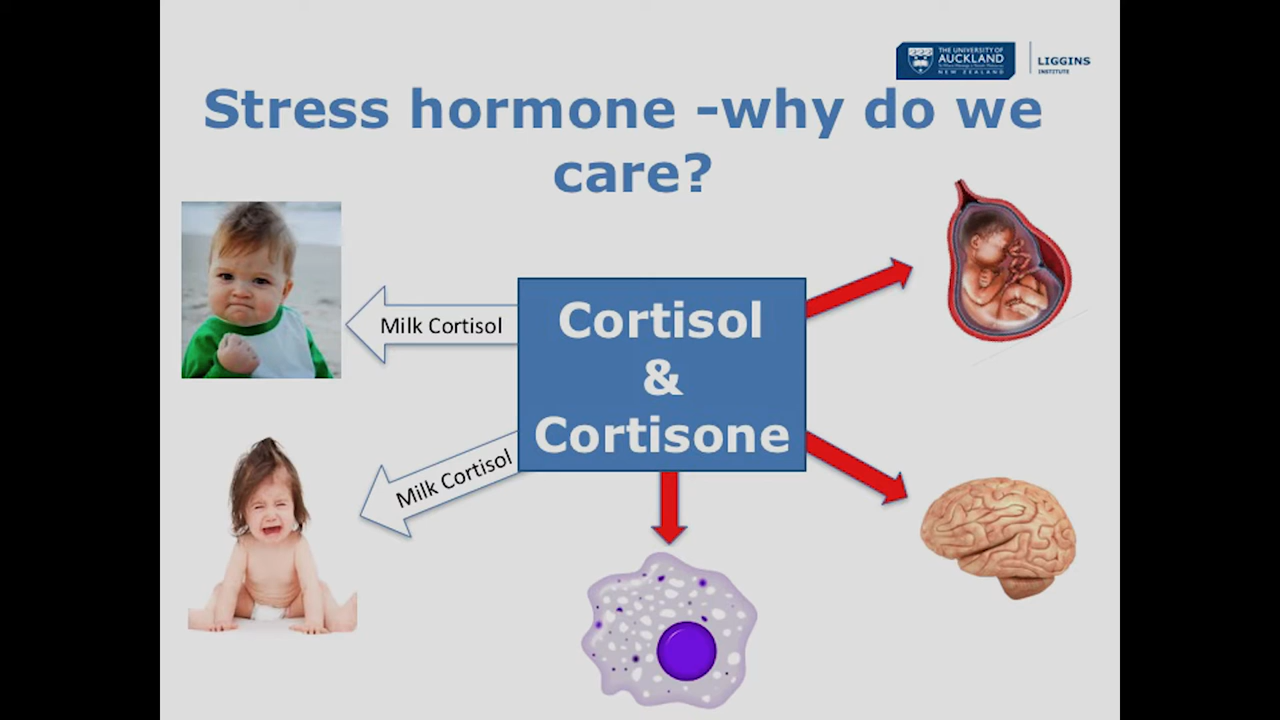 THE UNIVERSITY OF
AUCKLAND
NEW ZEALAND
LIGGINS
INSTITUTE
Stress hormone -why do we
care?
Milk Cortisol
Cortisol
&
Cortisone
Milk Cortisol